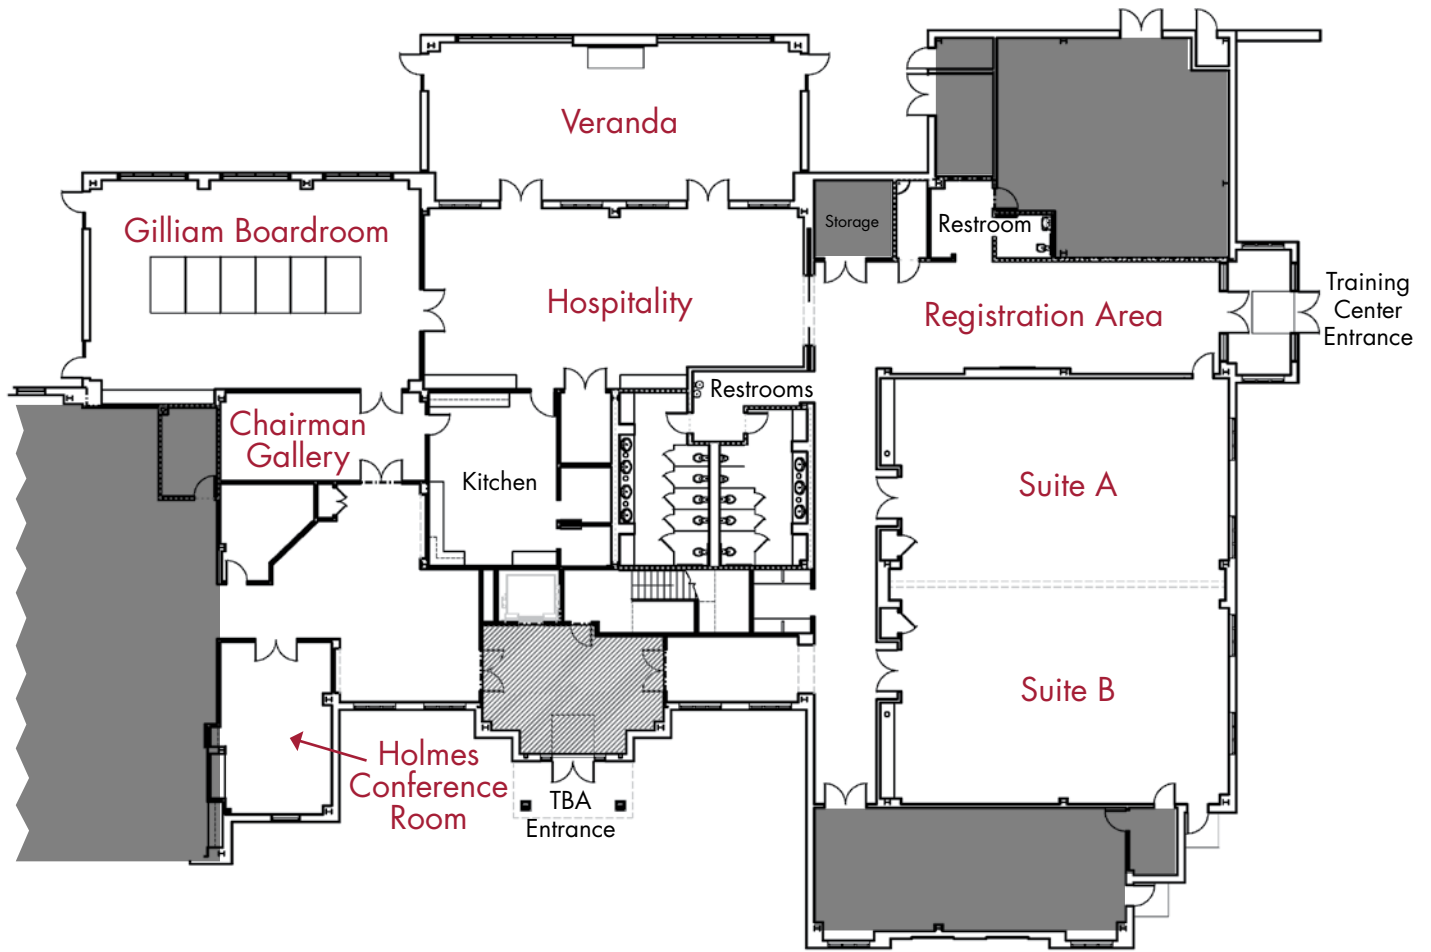 Veranda
Gilliam Boardroom
Storage
Restroom
Hospitality
Registration Area
Training
Center
Entrance
Restrooms
Chairman
Gallery
Kitchen
Suite A
Suite B
Holmes
Conference
Room
TBA
Entrance